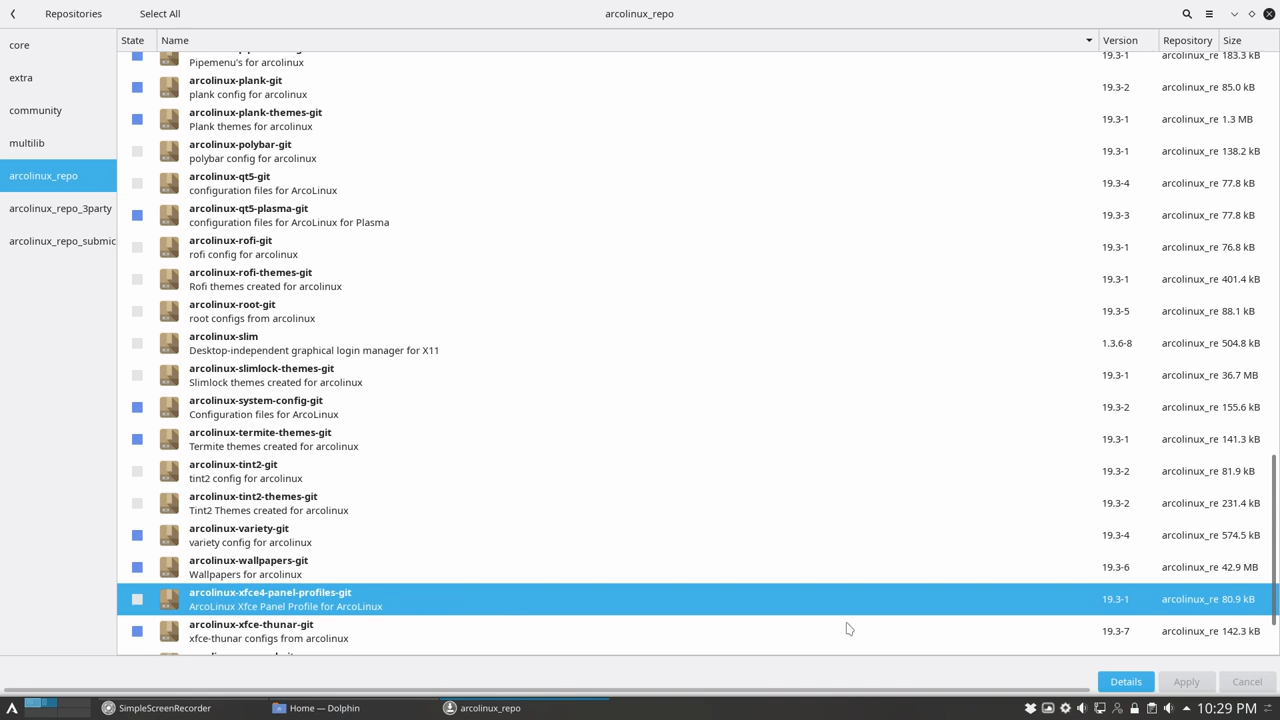 Repositories
Select All
arcolinux_repo
core
extra
community
multilib
arcolinux_repo
arcolinux_repo_3party
arcolinux_repo_submic
State Name Version Repository Size
Pipemenu's for arcolinux
19.3-1 arcolinux_re 183.3 kB
arcolinux-plank-git
plank config for arcolinux
19.3-2 arcolinux_re 85.0 kB
arcolinux-plank-themes-git
Plank themes for arcolinux
19.3-1 arcolinux_re 1.3 MB
arcolinux-polybar-git
polybar config for arcolinux
19.3-1 arcolinux_re 138.2 kB
arcolinux-qt5-git
configuration files for ArcoLinux
19.3-4 arcolinux_re 77.8 kB
arcolinux-qt5-plasma-git
configuration files for ArcoLinux for Plasma
19.3-3 arcolinux_re 77.8 kB
arcolinux-rofi-git
rofi config for arcolinux
19.3-1 arcolinux_re 76.8 kB
arcolinux-rofi-themes-git
Rofi themes created for arcolinux
19.3-1 arcolinux_re 401.4 kB
arcolinux-root-git
root configs from arcolinux
19.3-5 arcolinux_re 88.1 kB
arcolinux-slim
Desktop-independent graphical login manager for X11
1.3.6-8 arcolinux_re 504.8 kB
arcolinux-slimlock-themes-git
Slimlock themes created for arcolinux
19.3-1 arcolinux_re 36.7 MB
arcolinux-system-config-git
Configuration files for ArcoLinux
19.3-2 arcolinux_re 155.6 kB
arcolinux-termite-themes-git
Termite themes created for arcolinux
19.3-1 arcolinux_re 141.3 kB
arcolinux-tint2-git
tint2 config for arcolinux
19.3-2 arcolinux_re 81.9 kB
arcolinux-tint2-themes-git
Tint2 Themes created for arcolinux
19.3-2 arcolinux_re 231.4 kB
arcolinux-variety-git
variety config for arcolinux
19.3-4 arcolinux_re 574.5 kB
arcolinux-wallpapers-git
Wallpapers for arcolinux
19.3-6 arcolinux_re 42.9 MB
arcolinux-xfce4-panel-profiles-git
ArcoLinux Xfce Panel Profile for ArcoLinux
19.3-1 arcolinux_re 80.9 kB
arcolinux-xfce-thunar-git
xfce-thunar configs from arcolinux
19.3-7 arcolinux_re 142.3 kB
Details Apply Cancel
SimpleScreenRecorder
Home — Dolphin
arcolinux_repo
10:29 PM